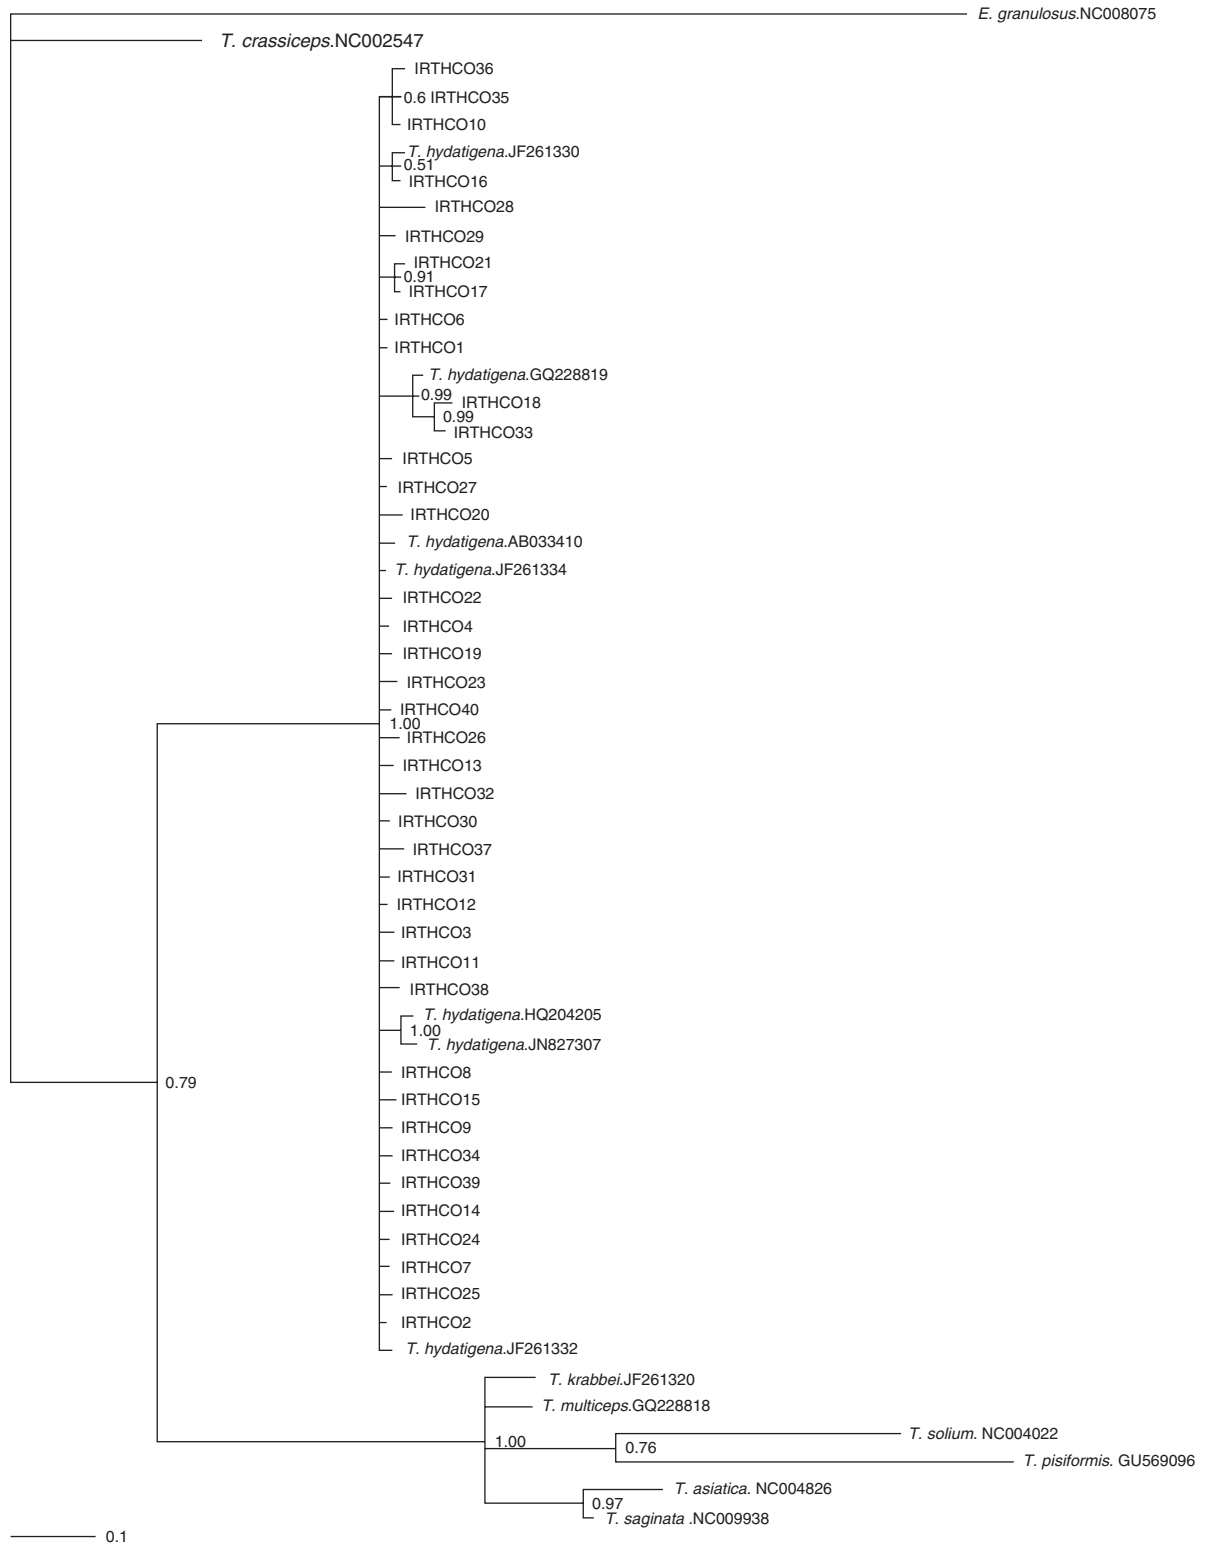 E. granulosus.NC008075
T. crassiceps.NC002547
IRTHCO36
0.6 IRTHCO35
IRTHCO10
T. hydatigena.JF261330
0.51
IRTHCO16
IRTHCO28
IRTHCO29
IRTHCO21
0.91
IRTHCO17
IRTHCO6
IRTHCO1
T. hydatigena.GQ228819
0.99
IRTHCO18
0.99
IRTHCO33
IRTHCO5
IRTHCO27
IRTHCO20
T. hydatigena.AB033410
T. hydatigena.JF261334
IRTHCO22
IRTHCO4
IRTHCO19
IRTHCO23
IRTHCO40
1.00
IRTHCO26
IRTHCO13
IRTHCO32
IRTHCO30
IRTHCO37
IRTHCO31
IRTHCO12
IRTHCO3
IRTHCO11
IRTHCO38
T. hydatigena.HQ204205
1.00
T. hydatigena.JN827307
IRTHCO8
0.79
IRTHCO15
IRTHCO9
IRTHCO34
IRTHCO39
IRTHCO14
IRTHCO24
IRTHCO7
IRTHCO25
IRTHCO2
T. hydatigena.JF261332
T. krabbei.JF261320
T. multiceps.GQ228818
T. solium. NC004022
1.00
0.76
T. pisiformis. GU569096
T. asiatica. NC004826
0.97
T. saginata .NC009938
0.1